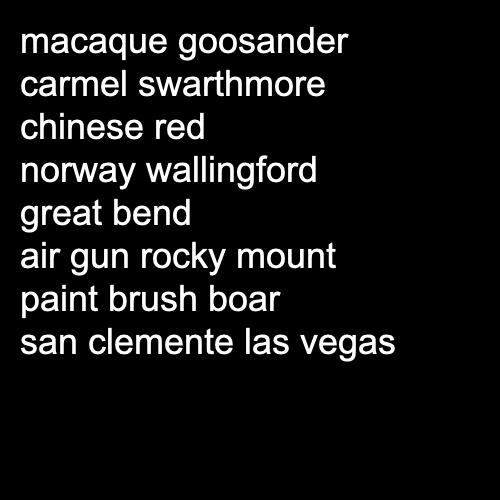 macaque goosander
carmel swarthmore
chinese red
norway wallingford
great bend
air gun rocky mount
paint brush boar
san clemente las vegas